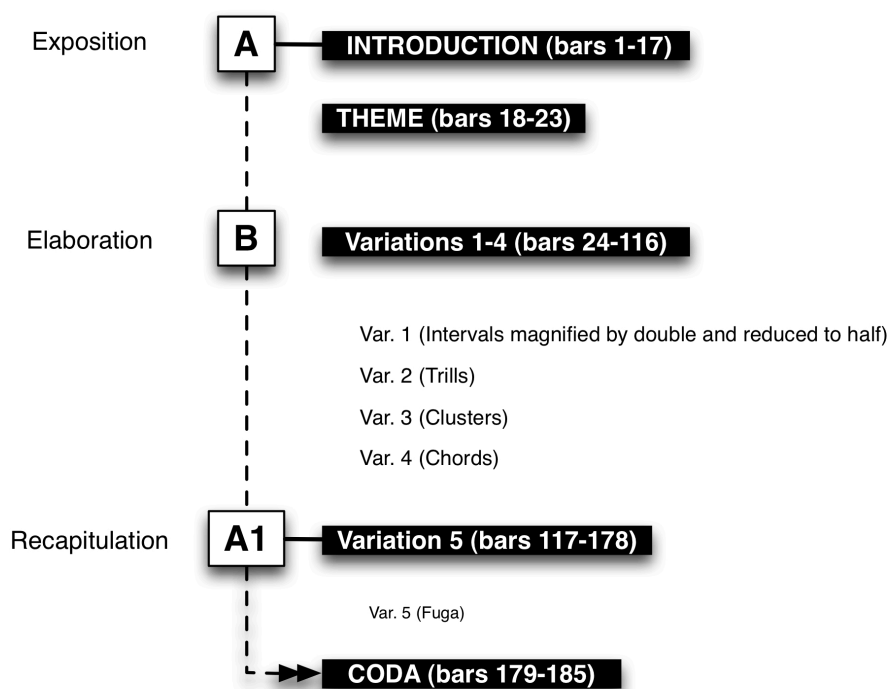 Exposition
A
INTRODUCTION (bars 1-17)
THEME (bars 18-23)
Elaboration
B
Variations 1-4 (bars 24-116)
Var. 1 (Intervals magnified by double and reduced to half)
Var. 2 (Trills)
Var. 3 (Clusters)
Var. 4 (Chords)
Recapitulation
A1
Variation 5 (bars 117-178)
Var. 5 (Fuga)
CODA (bars 179-185)